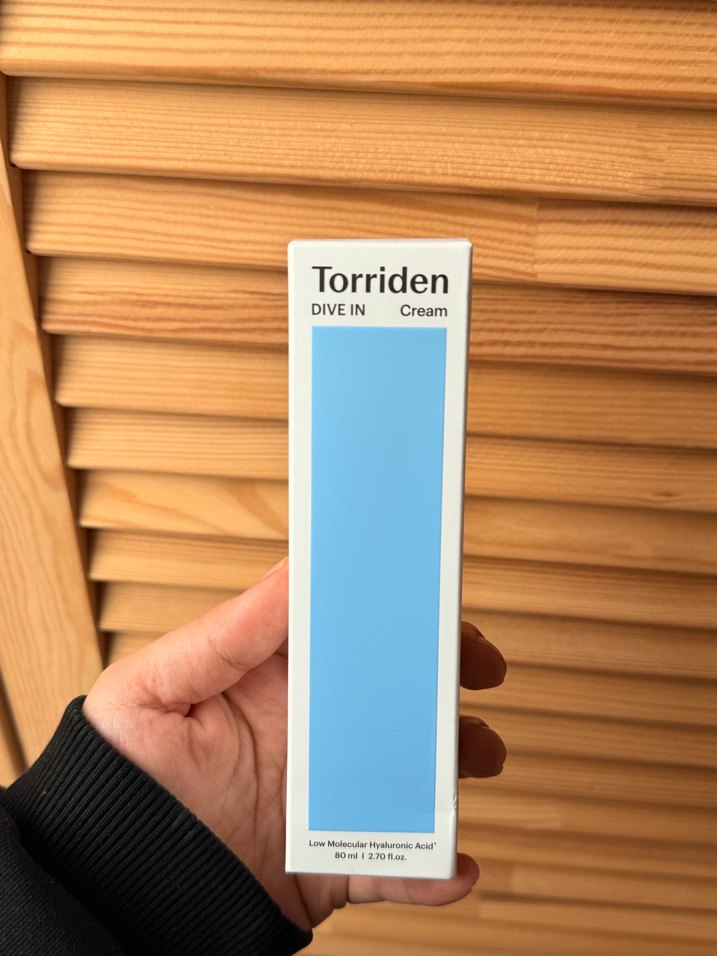 Torriden
DIVE IN Cream
Low Molecular Hyaluronic Acid*
80 ml | 2.70 fl.oz.